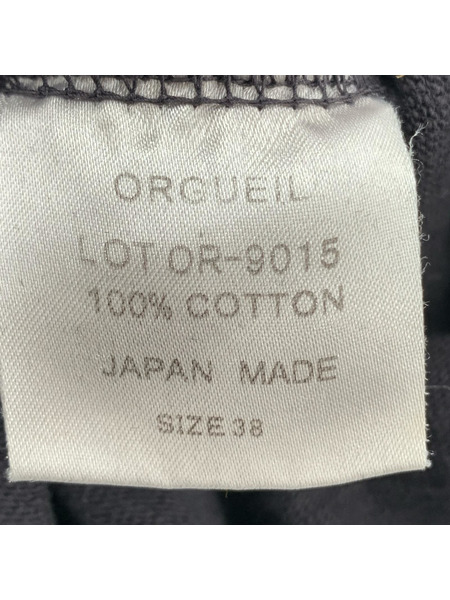 ORGUEIL
LOT OR-9015
100% COTTON
JAPAN MADE
SIZE 38